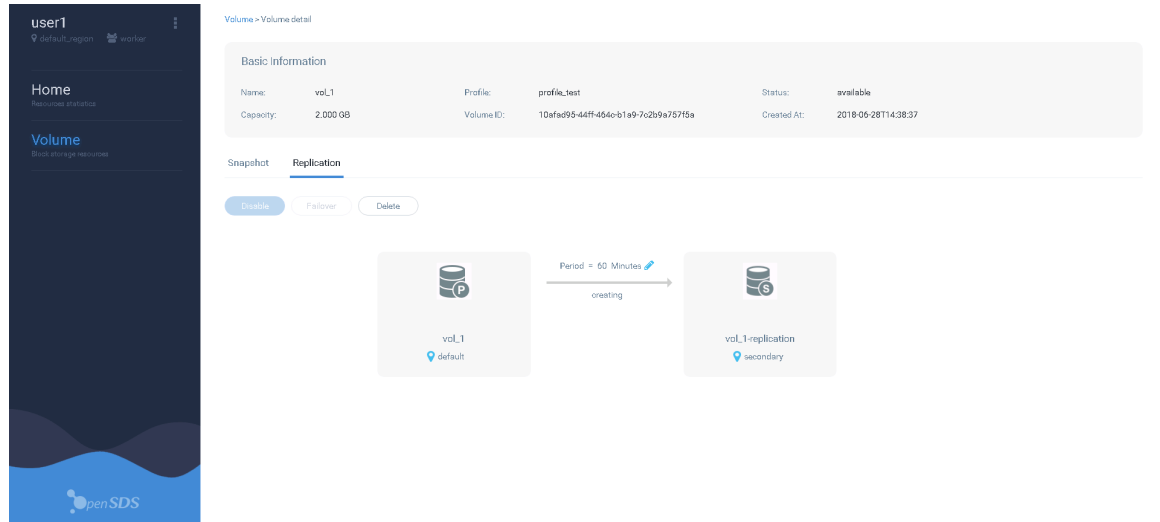 user1
default_region worker
Home
Resources statistics
Volume
Block storage resources
OpenSDS
Volume > Volume detail
Basic Information
Name: vol_1 Profile: profile_test Status: available
Capacity: 2.000 GB Volume ID: 10afad95-44ff-464c-b1a9-7c2b9a757f5a Created At: 2018-06-28T14:38:37
Snapshot Replication
Disable Failover Delete
Period = 60 Minutes
creating
P
S
vol_1 vol_1-replication
default secondary